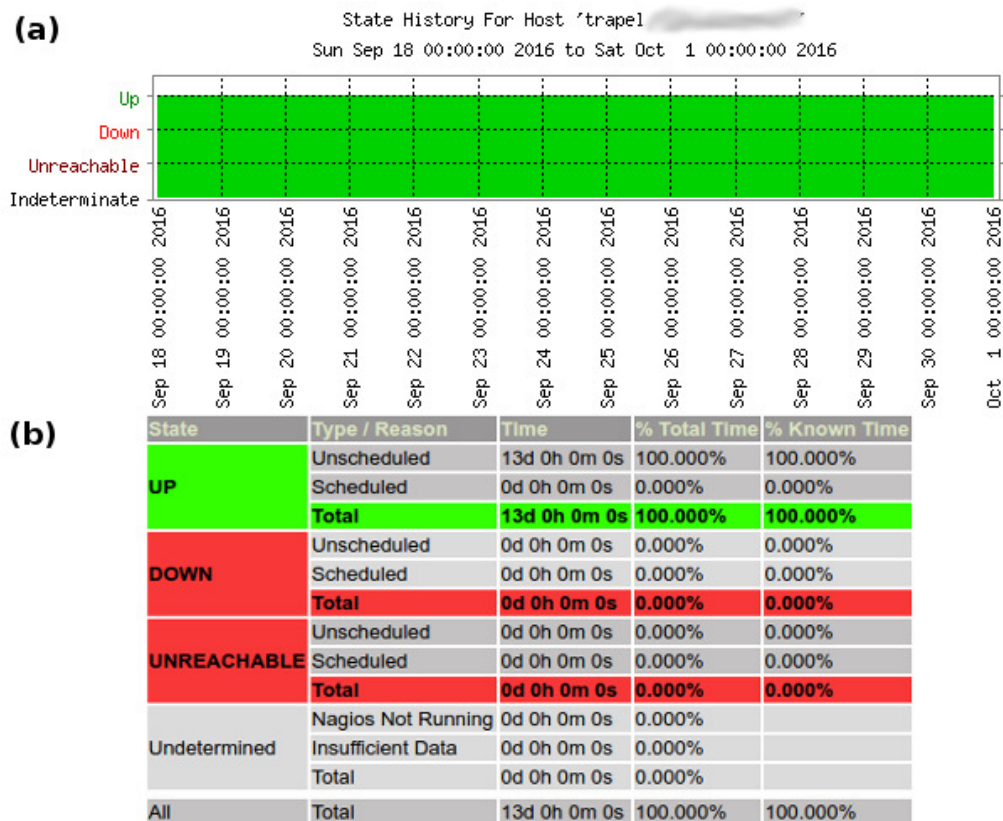 (a)
State History For Host 'trapel '
Sun Sep 18 00:00:00 2016 to Sat Oct 1 00:00:00 2016
Up
Down
Unreachable
Indeterminate
Sep 18 00:00:00 2016
Sep 19 00:00:00 2016
Sep 20 00:00:00 2016
Sep 21 00:00:00 2016
Sep 22 00:00:00 2016
Sep 23 00:00:00 2016
Sep 24 00:00:00 2016
Sep 25 00:00:00 2016
Sep 26 00:00:00 2016
Sep 27 00:00:00 2016
Sep 28 00:00:00 2016
Sep 29 00:00:00 2016
Sep 30 00:00:00 2016
Oct 1 00:00:00 2016
(b)
State Type / Reason Time % Total Time % Known Time
UP
Unscheduled 13d 0h 0m 0s 100.000% 100.000%
Scheduled 0d 0h 0m 0s 0.000% 0.000%
Total 13d 0h 0m 0s 100.000% 100.000%
DOWN
Unscheduled 0d 0h 0m 0s 0.000% 0.000%
Scheduled 0d 0h 0m 0s 0.000% 0.000%
Total 0d 0h 0m 0s 0.000% 0.000%
UNREACHABLE
Unscheduled 0d 0h 0m 0s 0.000% 0.000%
Scheduled 0d 0h 0m 0s 0.000% 0.000%
Total 0d 0h 0m 0s 0.000% 0.000%
Undetermined
Nagios Not Running 0d 0h 0m 0s 0.000%
Insufficient Data 0d 0h 0m 0s 0.000%
Total 0d 0h 0m 0s 0.000%
All Total 13d 0h 0m 0s 100.000% 100.000%